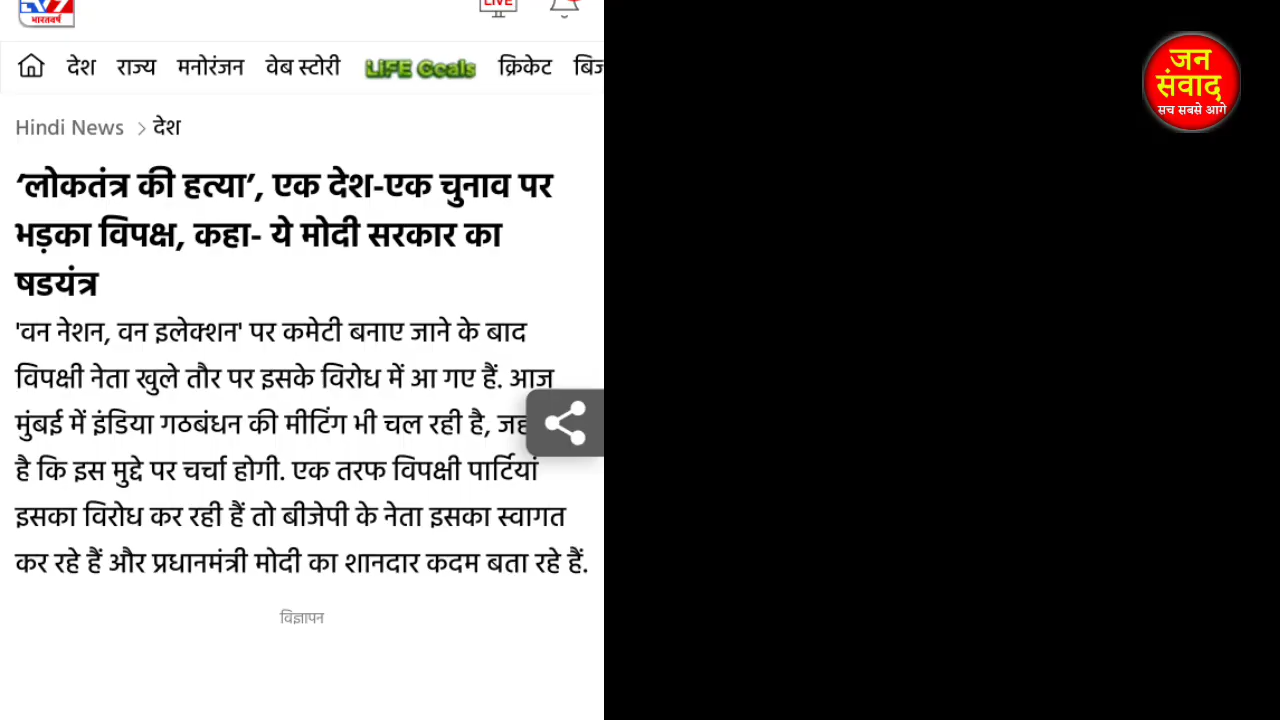 भारतवर्ष
LIVE
देश राज्य मनोरंजन वेब स्टोरी LiFE Goals क्रिकेट
Hindi News > देश
‘लोकतंत्र की हत्या’, एक देश-एक चुनाव पर
भड़का विपक्ष, कहा- ये मोदी सरकार का
षडयंत्र
'वन नेशन, वन इलेक्शन' पर कमेटी बनाए जाने के बाद
विपक्षी नेता खुले तौर पर इसके विरोध में आ गए हैं. आज
मुंबई में इंडिया गठबंधन की मीटिंग भी चल रही है,
है कि इस मुद्दे पर चर्चा होगी. एक तरफ विपक्षी पार्टियां
इसका विरोध कर रही हैं तो बीजेपी के नेता इसका स्वागत
कर रहे हैं और प्रधानमंत्री मोदी का शानदार कदम बता रहे हैं.
विज्ञापन
जन
संवाद
सच सबसे आगे